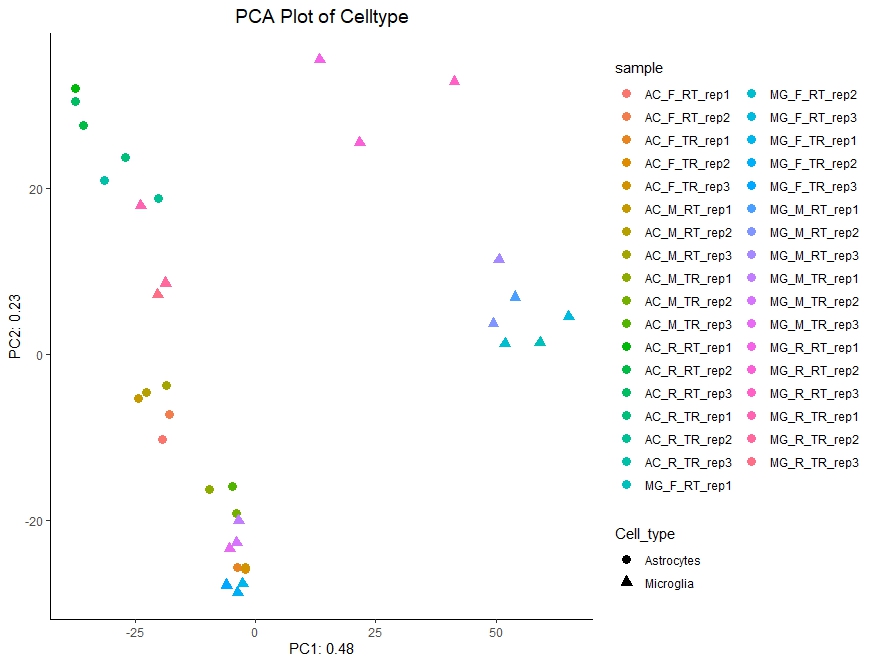 PCA Plot of Celltype
PC2: 0.23
20
0
-20
-25
0
25
50
PC1: 0.48
sample
AC_F_RT_rep1
AC_F_RT_rep2
AC_F_TR_rep1
AC_F_TR_rep2
AC_F_TR_rep3
AC_M_RT_rep1
AC_M_RT_rep2
AC_M_RT_rep3
AC_M_TR_rep1
AC_M_TR_rep2
AC_M_TR_rep3
AC_R_RT_rep1
AC_R_RT_rep2
AC_R_RT_rep3
AC_R_TR_rep1
AC_R_TR_rep2
AC_R_TR_rep3
MG_F_RT_rep1
MG_F_RT_rep2
MG_F_RT_rep3
MG_F_TR_rep1
MG_F_TR_rep2
MG_F_TR_rep3
MG_M_RT_rep1
MG_M_RT_rep2
MG_M_RT_rep3
MG_M_TR_rep1
MG_M_TR_rep2
MG_M_TR_rep3
MG_R_RT_rep1
MG_R_RT_rep2
MG_R_RT_rep3
MG_R_TR_rep1
MG_R_TR_rep2
MG_R_TR_rep3
Cell_type
Astrocytes
Microglia